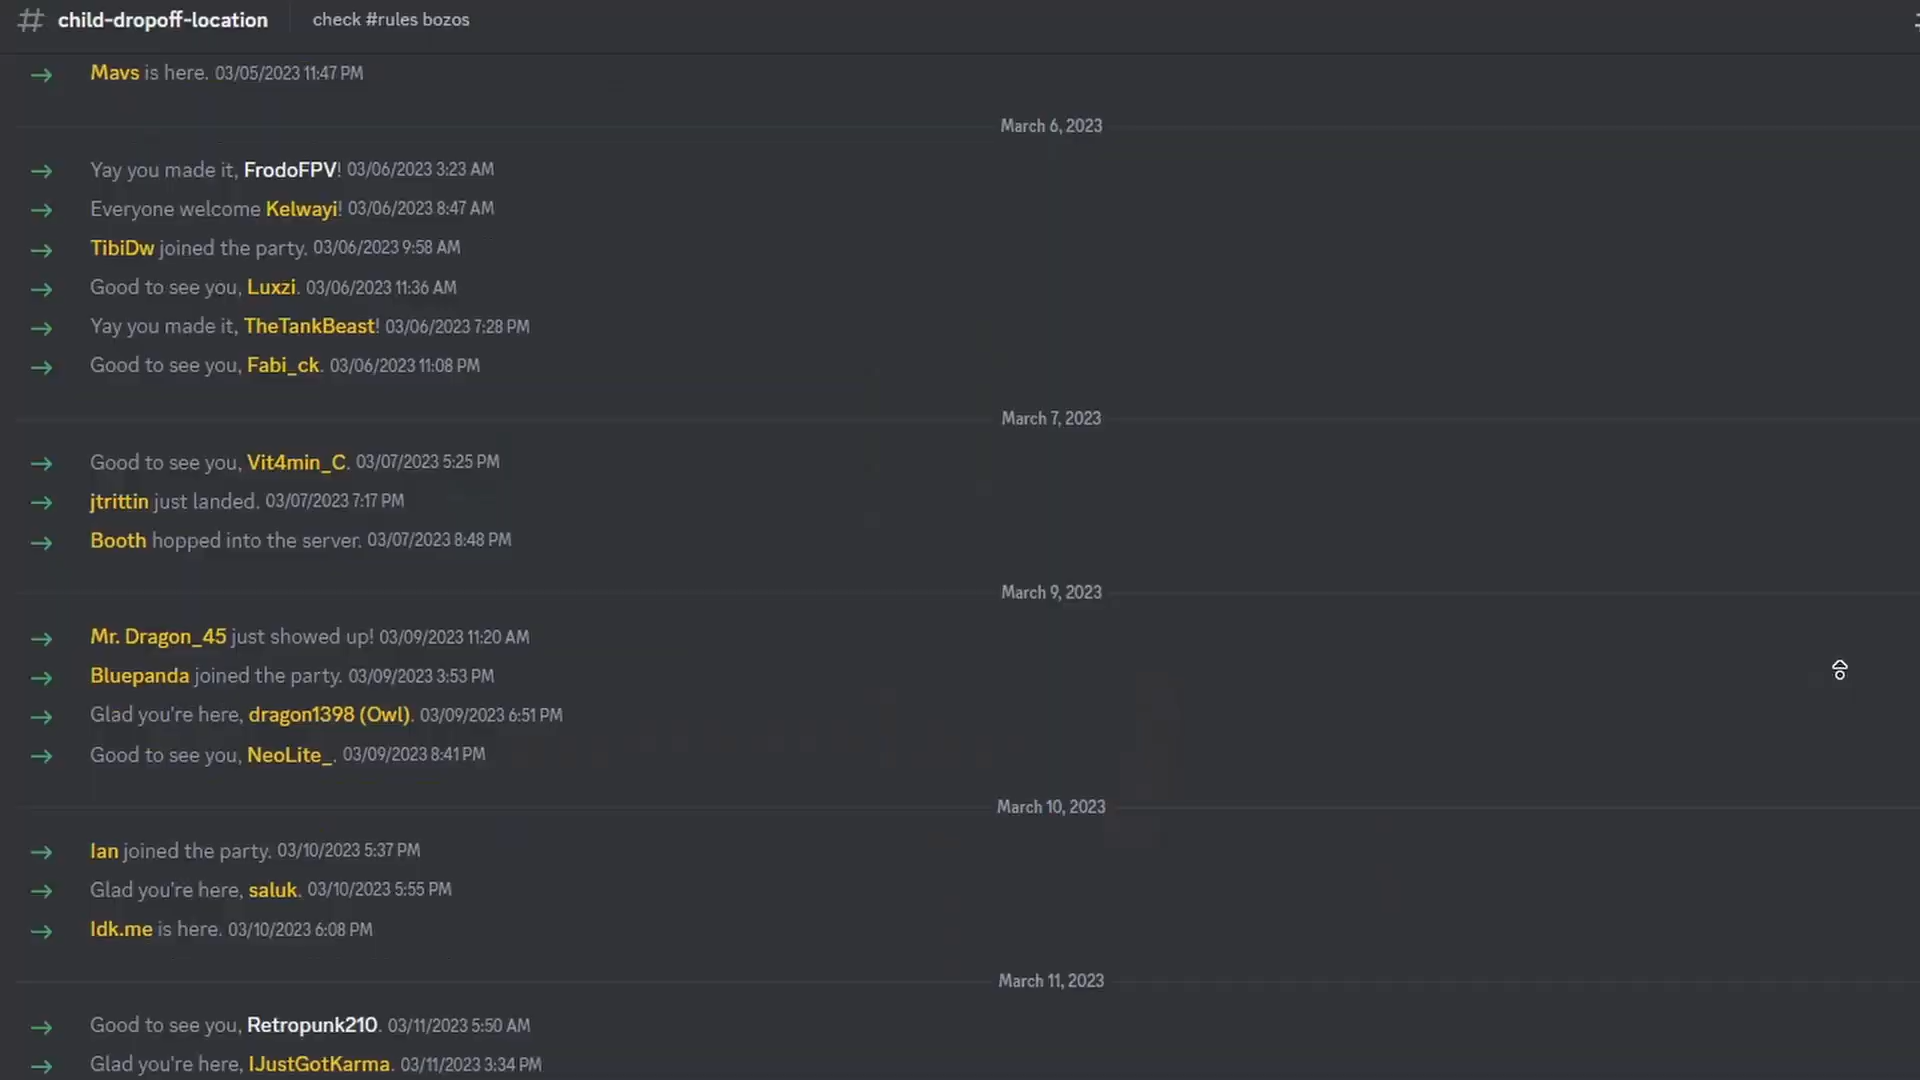 child-dropoff-location check #rules bozos
Mavs is here. 03/05/2023 11:47 PM
March 6, 2023
Yay you made it, FrodoFPV! 03/06/2023 3:23 AM
Everyone welcome Kelwayi! 03/06/2023 8:47 AM
TibiDw joined the party. 03/06/2023 9:58 AM
Good to see you, Luxzi. 03/06/2023 11:36 AM
Yay you made it, TheTankBeast! 03/06/2023 7:28 PM
Good to see you, Fabi_ck. 03/06/2023 11:08 PM
March 7, 2023
Good to see you, Vit4min_C. 03/07/2023 5:25 PM
jtrittin just landed. 03/07/2023 7:17 PM
Booth hopped into the server. 03/07/2023 8:48 PM
March 9, 2023
Mr. Dragon_45 just showed up! 03/09/2023 11:20 AM
Bluepanda joined the party. 03/09/2023 3:53 PM
Glad you're here, dragon1398 (Owl). 03/09/2023 6:51 PM
Good to see you, NeoLite_. 03/09/2023 8:41 PM
March 10, 2023
Ian joined the party. 03/10/2023 5:37 PM
Glad you're here, saluk. 03/10/2023 5:55 PM
Idk.me is here. 03/10/2023 6:08 PM
March 11, 2023
Good to see you, Retropunk210. 03/11/2023 5:50 AM
Glad you're here, IJustGotKarma. 03/11/2023 3:34 PM